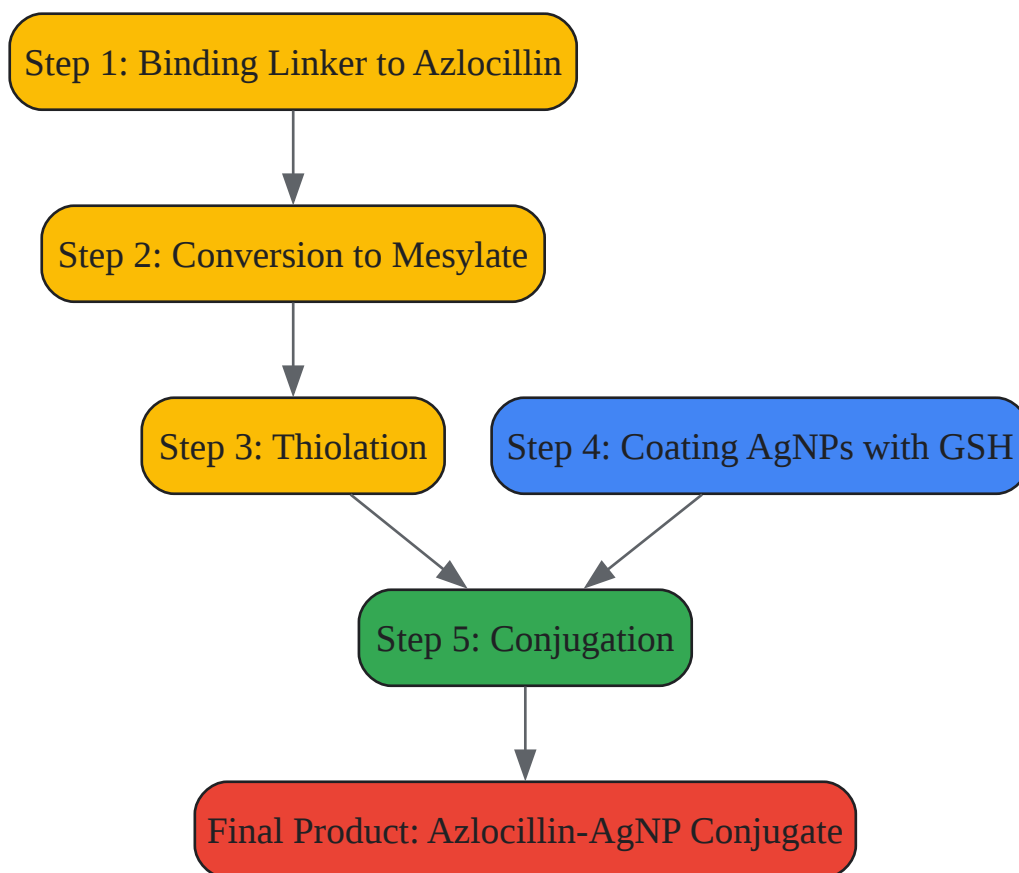 Step 1: Binding Linker to Azlocillin
Step 2: Conversion to Mesylate
Step 3: Thiolation
Step 4: Coating AgNPs with GSH
Step 5: Conjugation
Final Product: Azlocillin-AgNP Conjugate